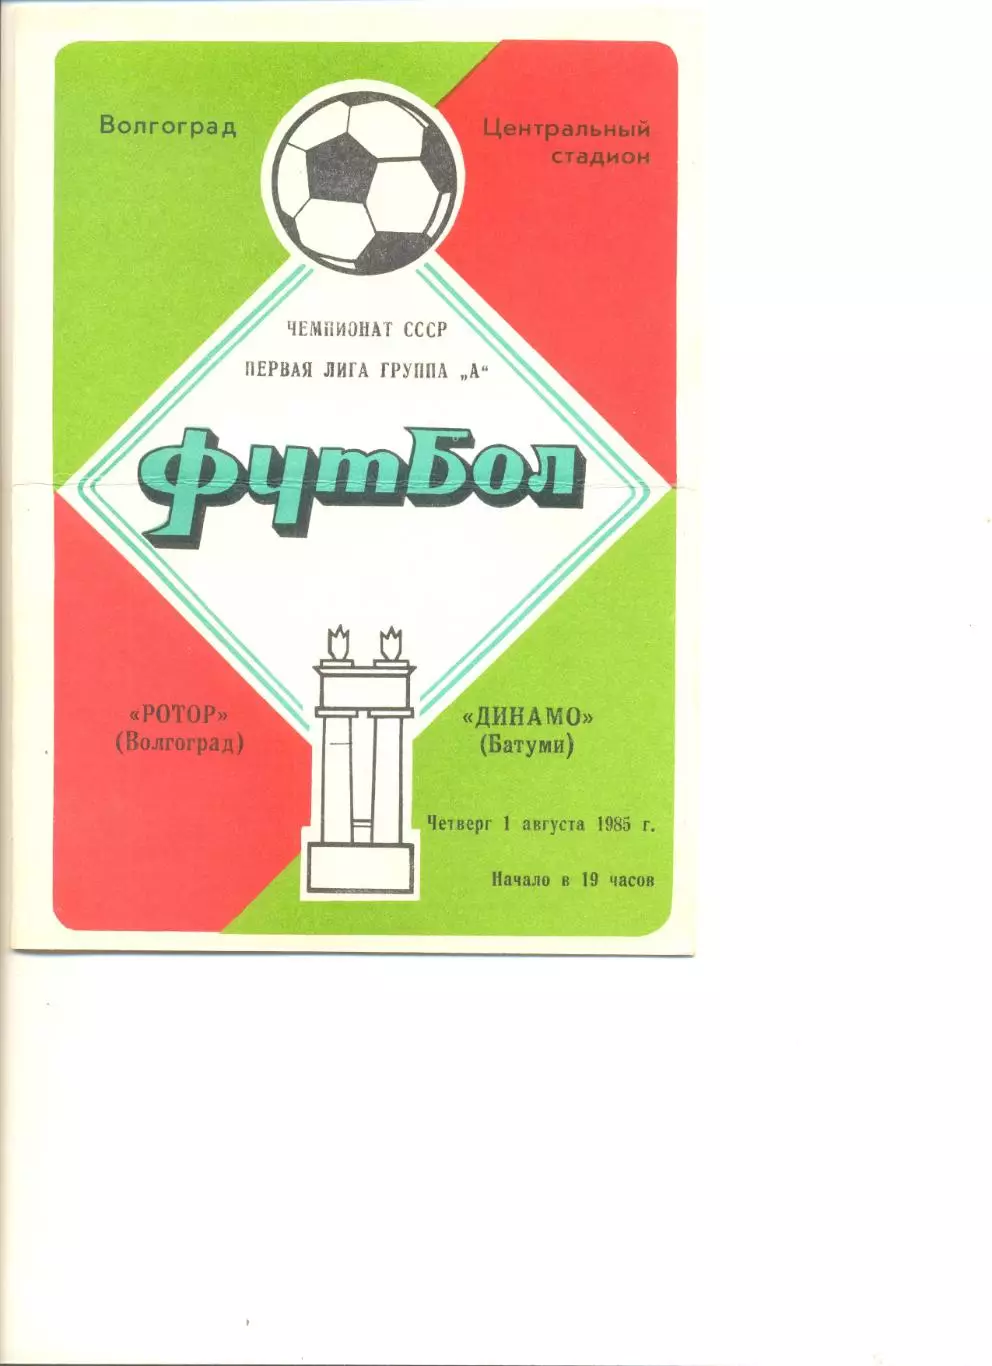 Волгоград
Центральный
стадион
ЧЕМПИОНАТ СССР
ПЕРВАЯ ЛИГА ГРУППА „А“
футбол
«РОТОР»
(Волгоград)
«ДИНАМО»
(Батуми)
Четверг 1 августа 1985 г.
Начало в 19 часов